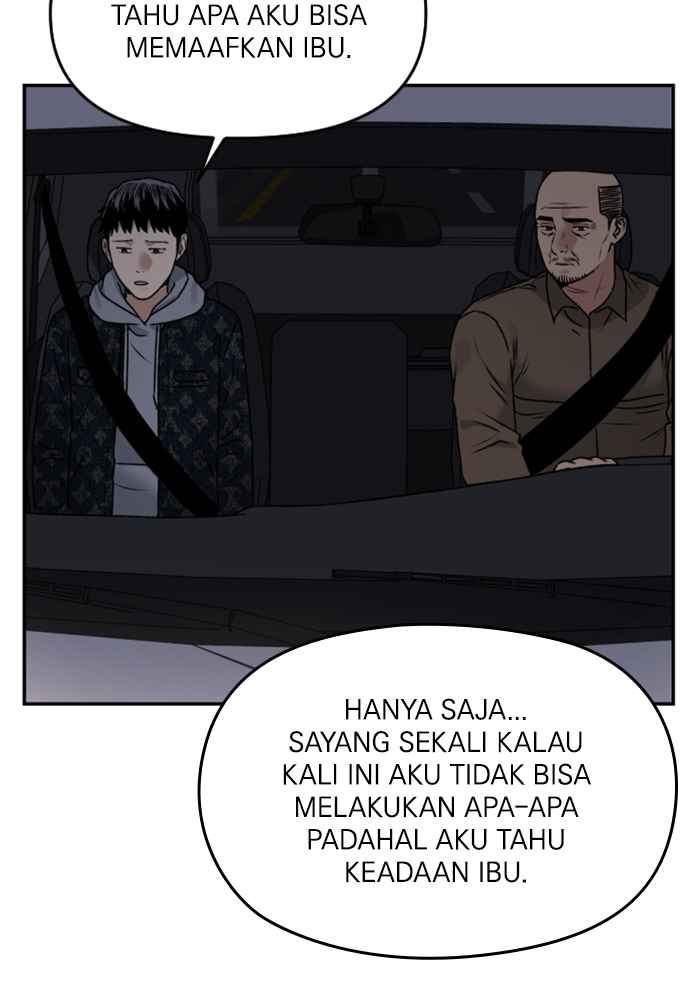 TAHU APA AKU BISA
MEMAAFKAN IBU.
HANYA SAJA...
SAYANG SEKALI KALAU
KALI INI AKU TIDAK BISA
MELAKUKAN APA-APA
PADAHAL AKU TAHU
KEADAAN IBU.